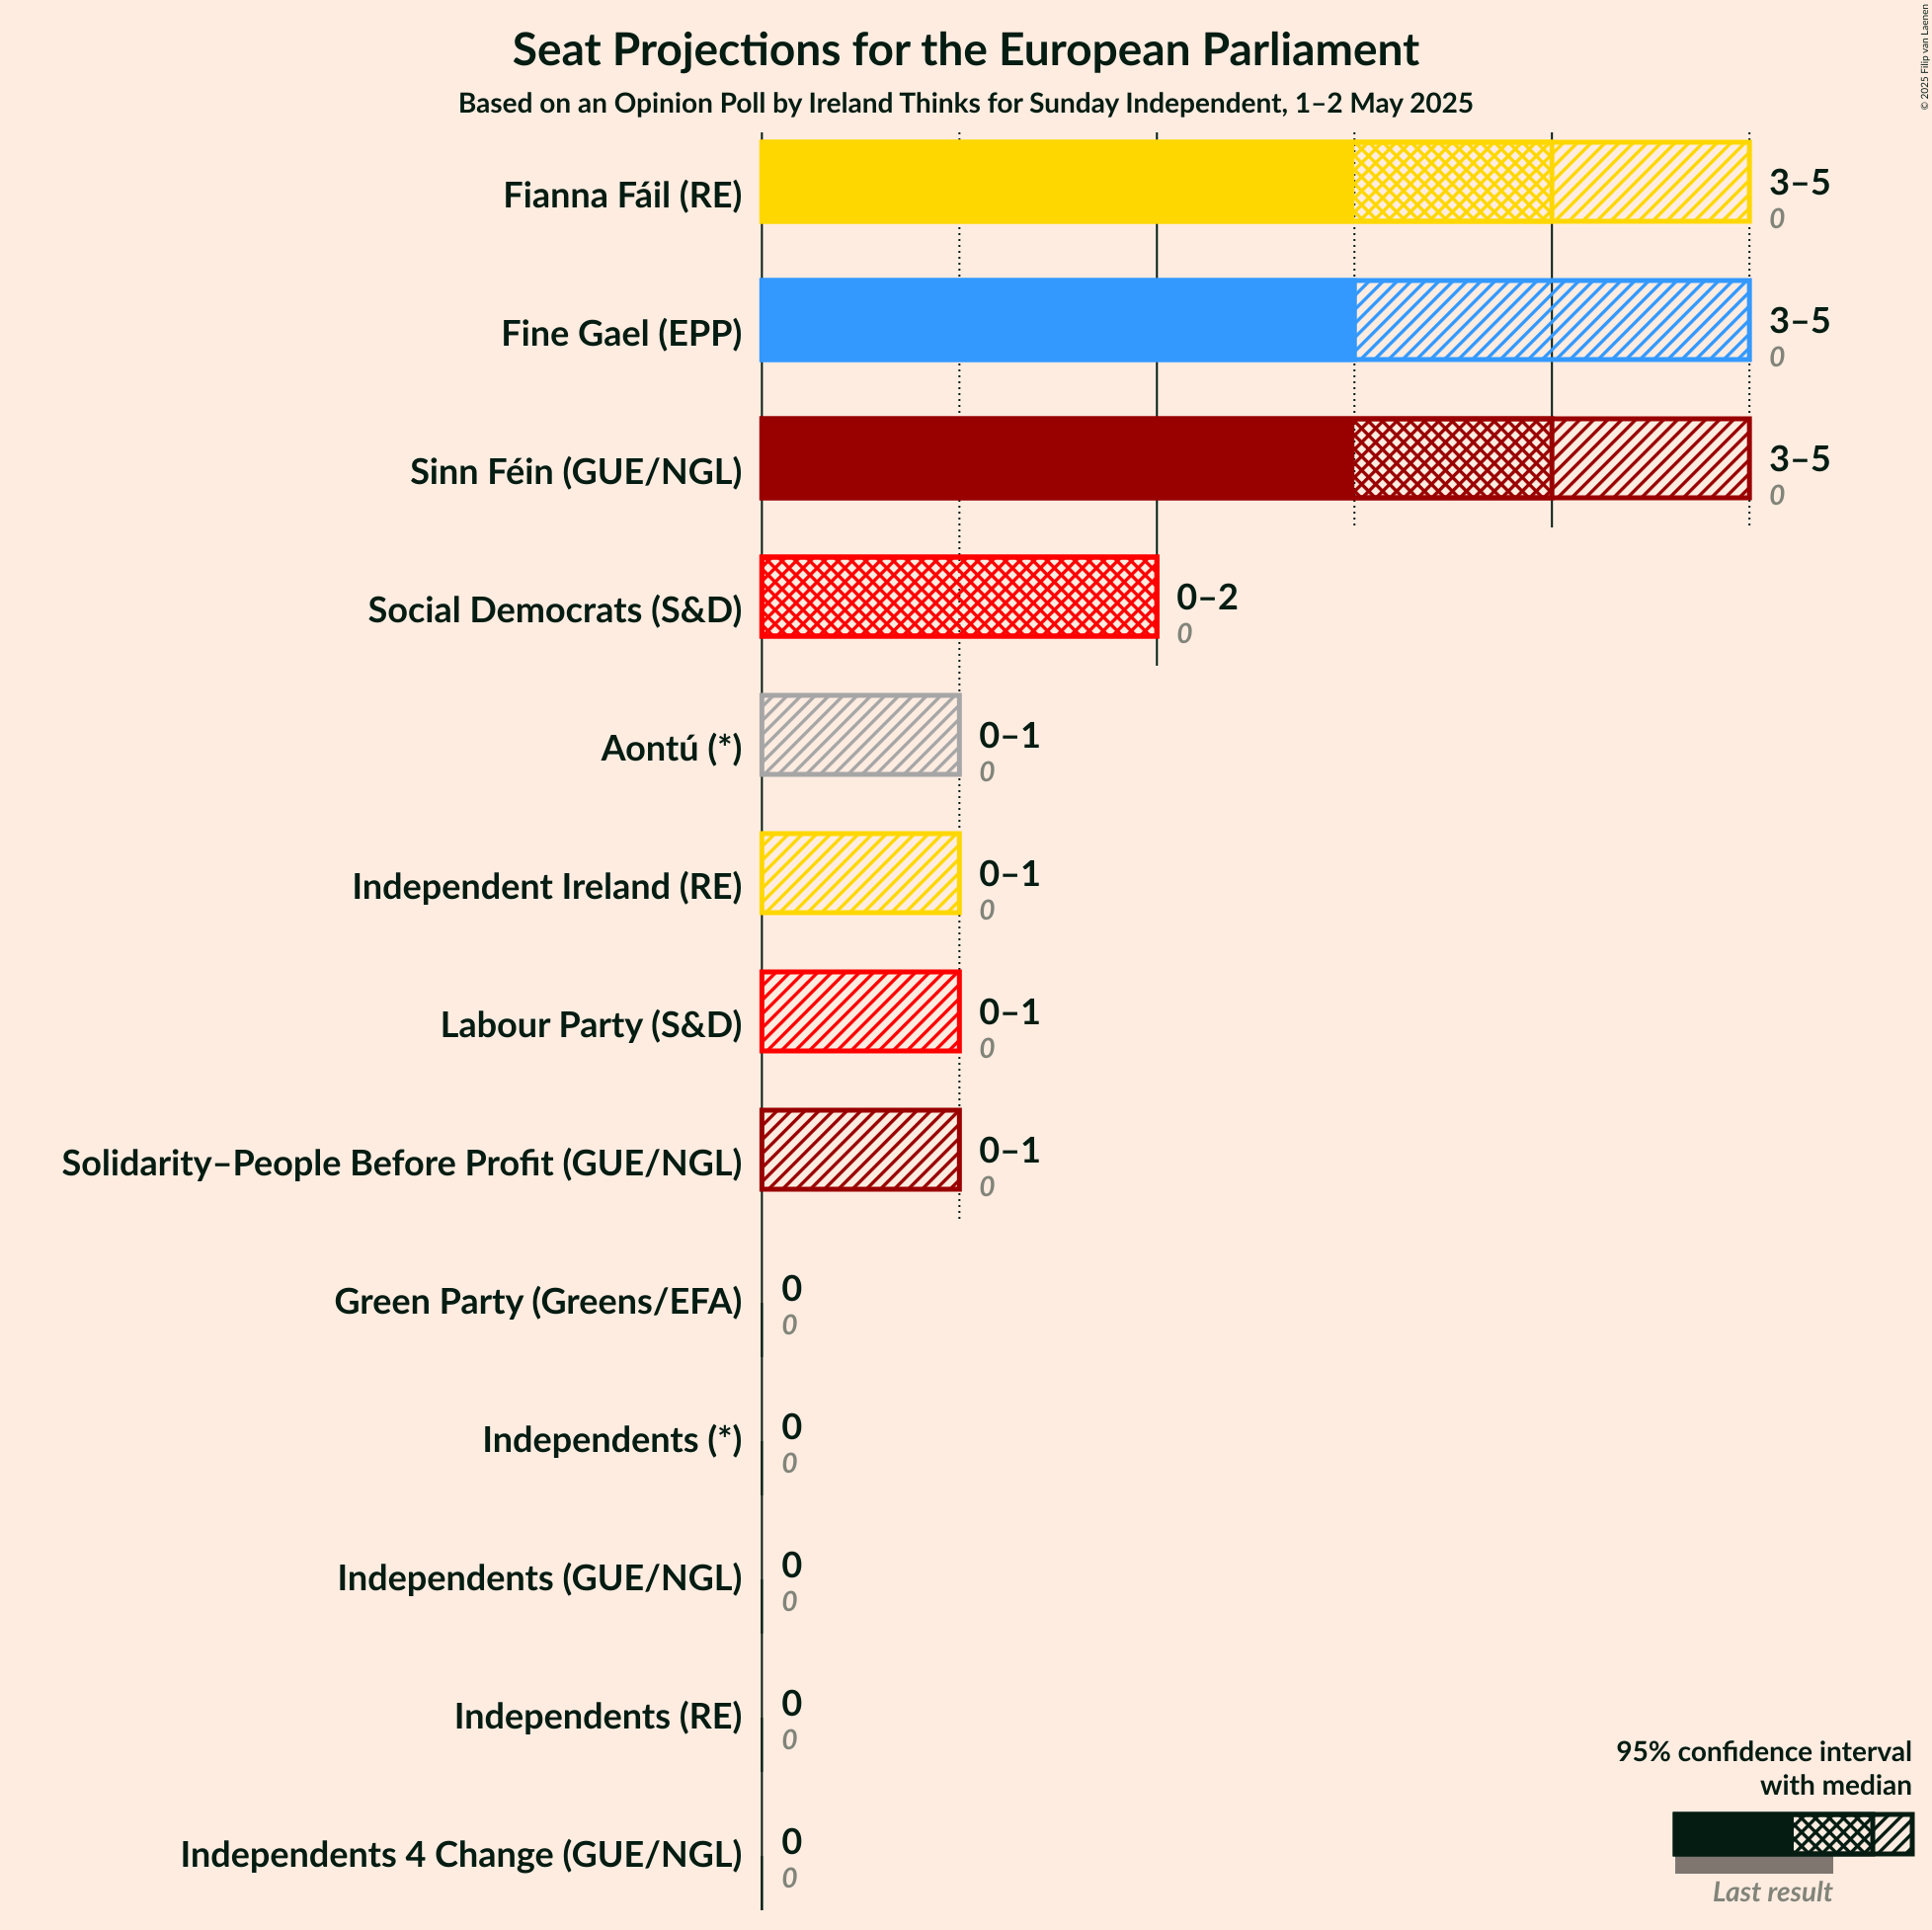 Seat Projections for the European Parliament
Based on an Opinion Poll by Ireland Thinks for Sunday Independent, 1–2 May 2025
© 2025 Filip van Laenen
Fianna Fáil (RE)
3–5
0
Fine Gael (EPP)
3–5
0
Sinn Féin (GUE/NGL)
3–5
0
Social Democrats (S&D)
0–2
0
Aontú (*)
0–1
0
Independent Ireland (RE)
0–1
0
Labour Party (S&D)
0–1
0
Solidarity–People Before Profit (GUE/NGL)
0–1
0
Green Party (Greens/EFA)
0
0
Independents (*)
0
0
Independents (GUE/NGL)
0
0
Independents (RE)
0
0
Independents 4 Change (GUE/NGL)
0
0
95% confidence interval
with median
Last result